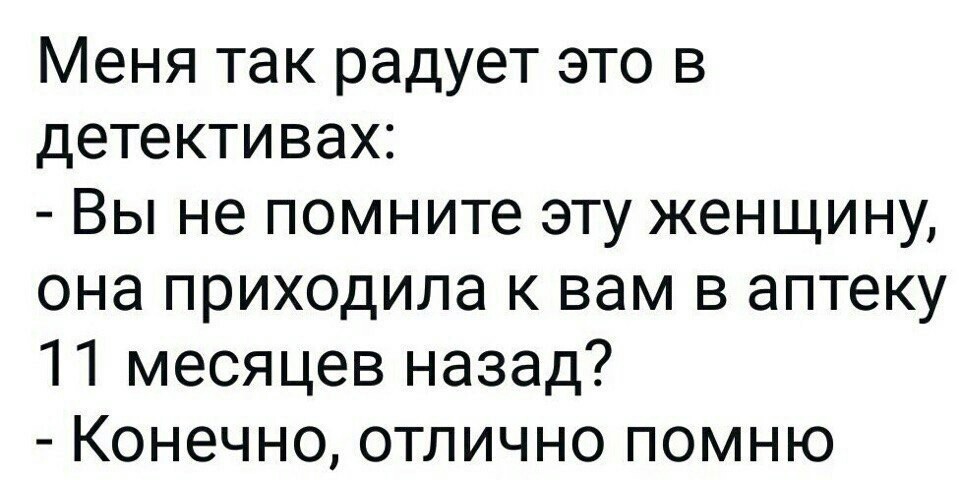 Меня так радует это в
детективах:
- Вы не помните эту женщину,
она приходила к вам в аптеку
11 месяцев назад?
- Конечно, отлично помню